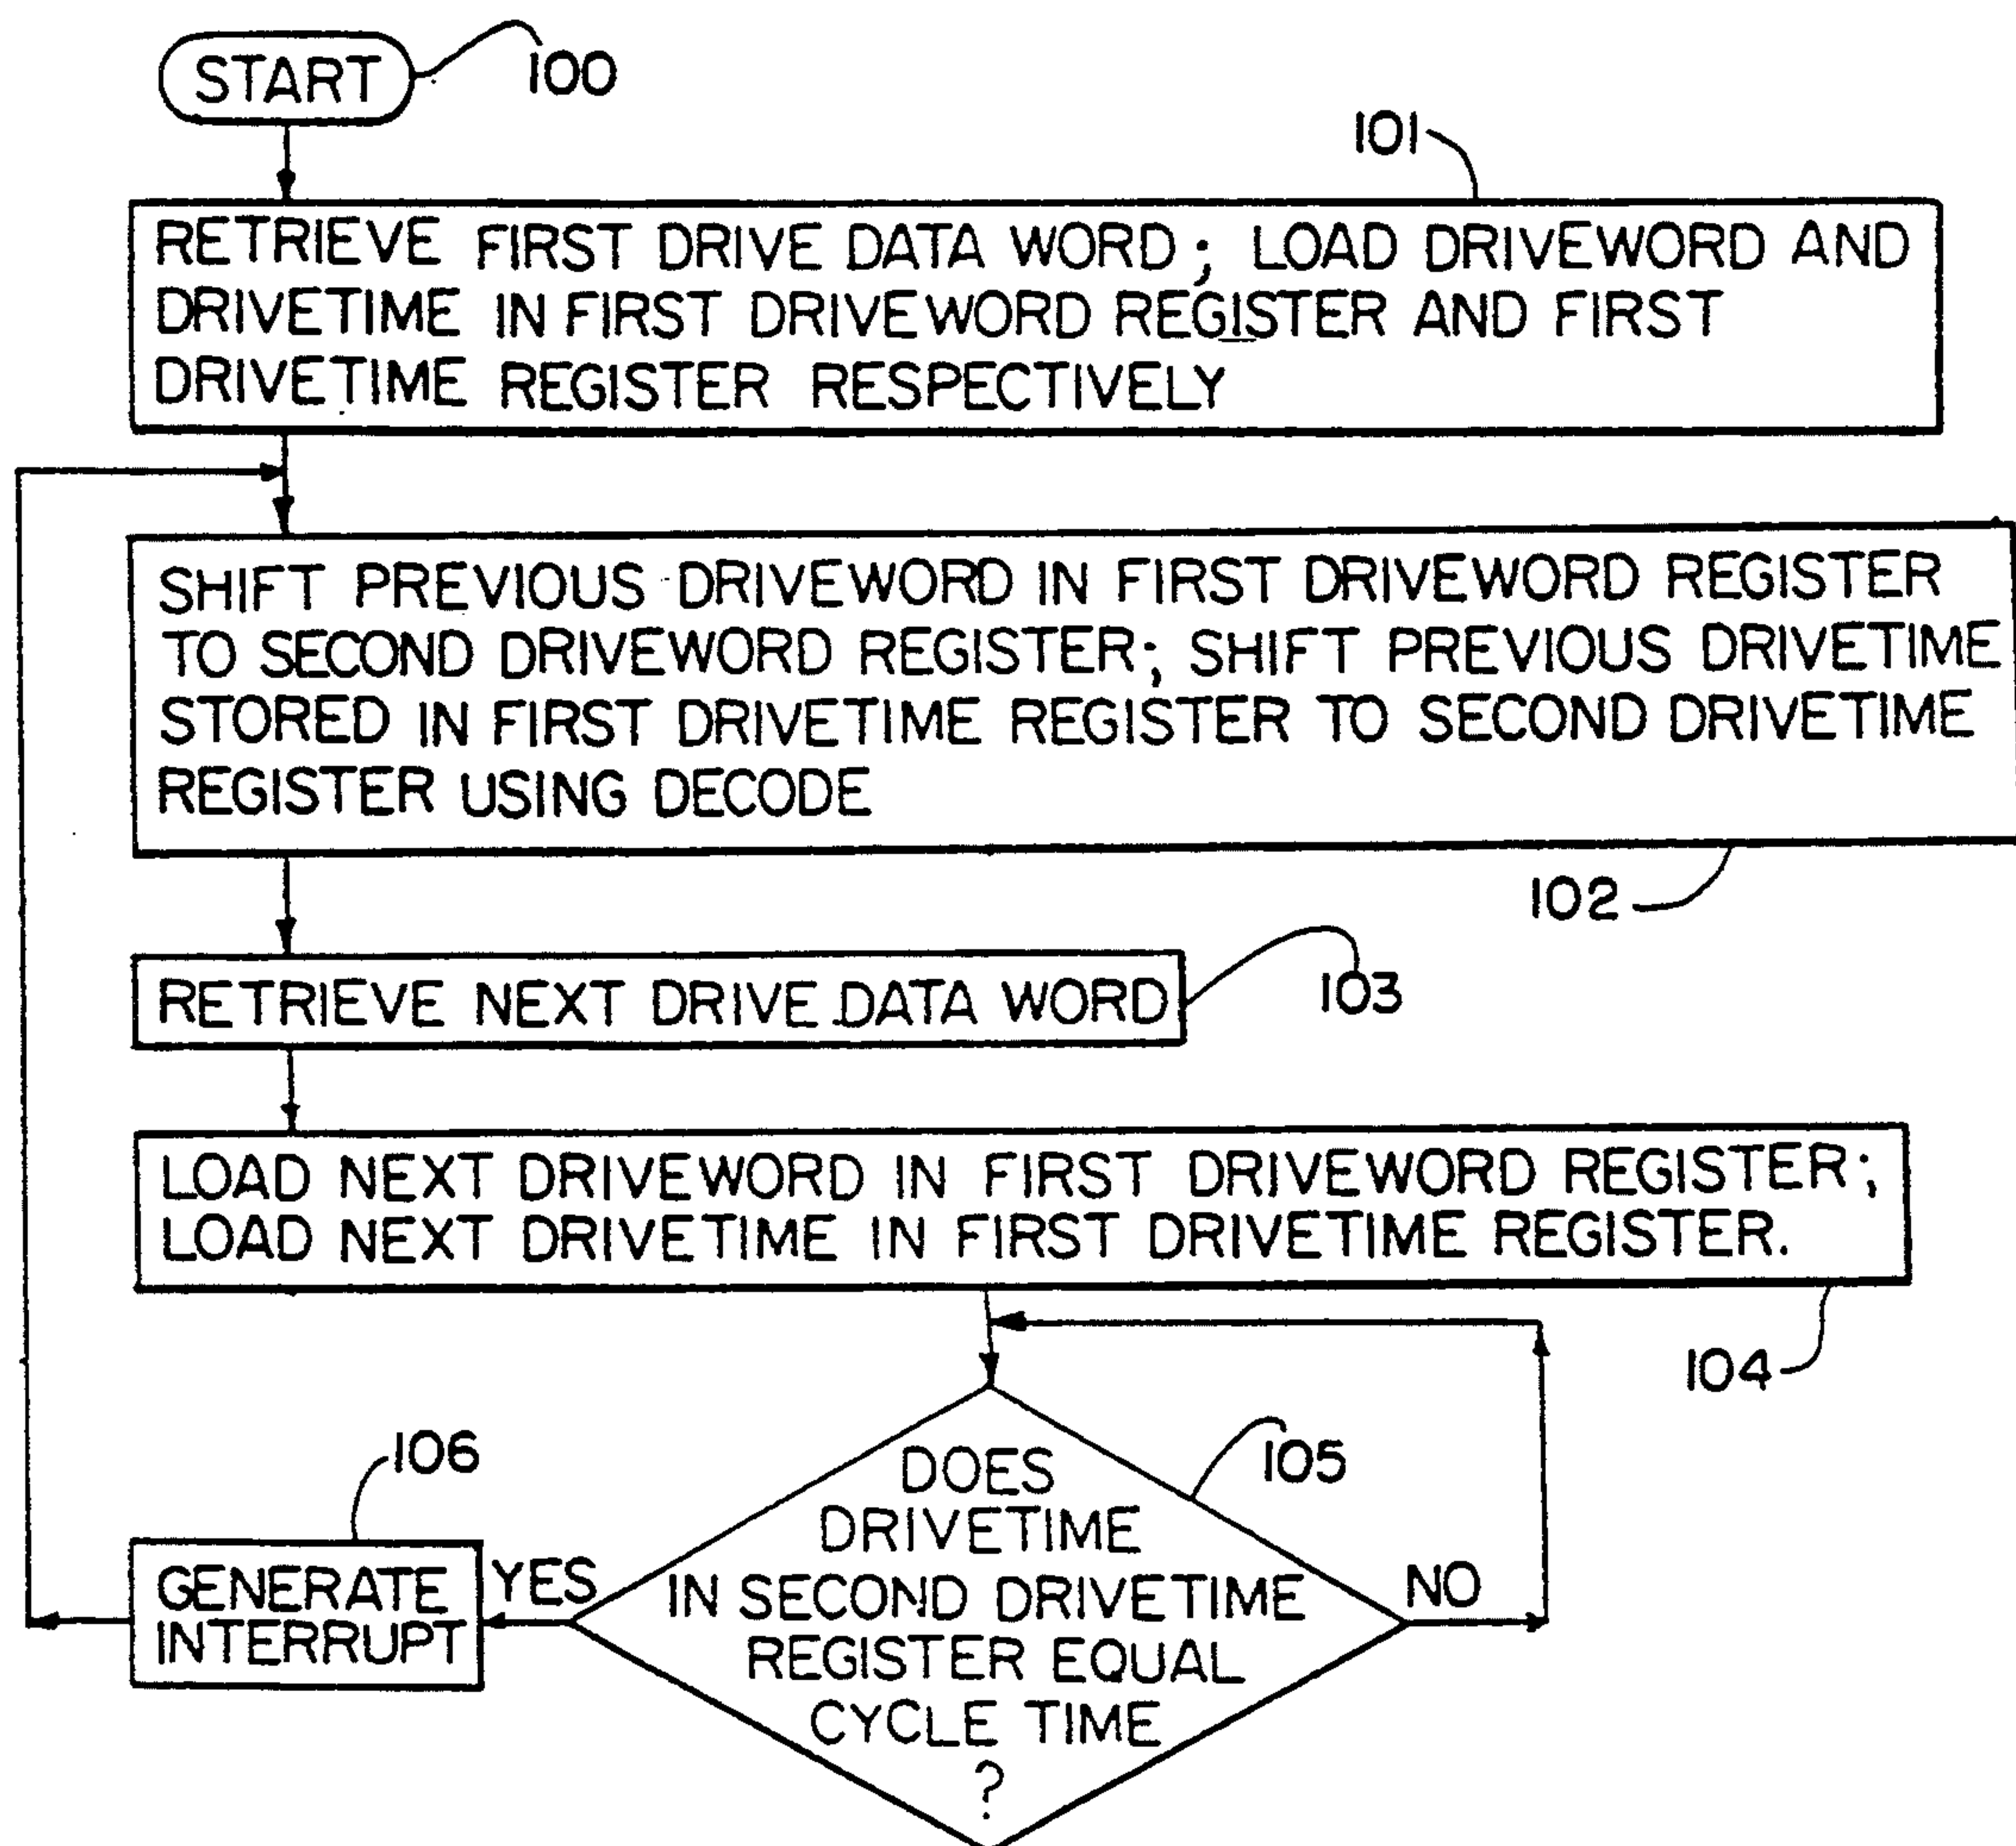 START
100
101
RETRIEVE FIRST DRIVE DATA WORD; LOAD DRIVEWORD AND
DRIVETIME IN FIRST DRIVEWORD REGISTER AND FIRST
DRIVETIME REGISTER RESPECTIVELY
SHIFT PREVIOUS DRIVEWORD IN FIRST DRIVEWORD REGISTER
TO SECOND DRIVEWORD REGISTER; SHIFT PREVIOUS DRIVETIME
STORED IN FIRST DRIVETIME REGISTER TO SECOND DRIVETIME
REGISTER USING DECODE
102
RETRIEVE NEXT DRIVE DATA WORD
103
LOAD NEXT DRIVEWORD IN FIRST DRIVEWORD REGISTER;
LOAD NEXT DRIVETIME IN FIRST DRIVETIME REGISTER.
104
105
106
DOES
DRIVETIME
IN SECOND DRIVETIME
REGISTER EQUAL
CYCLE TIME
?
YES
NO
GENERATE
INTERRUPT